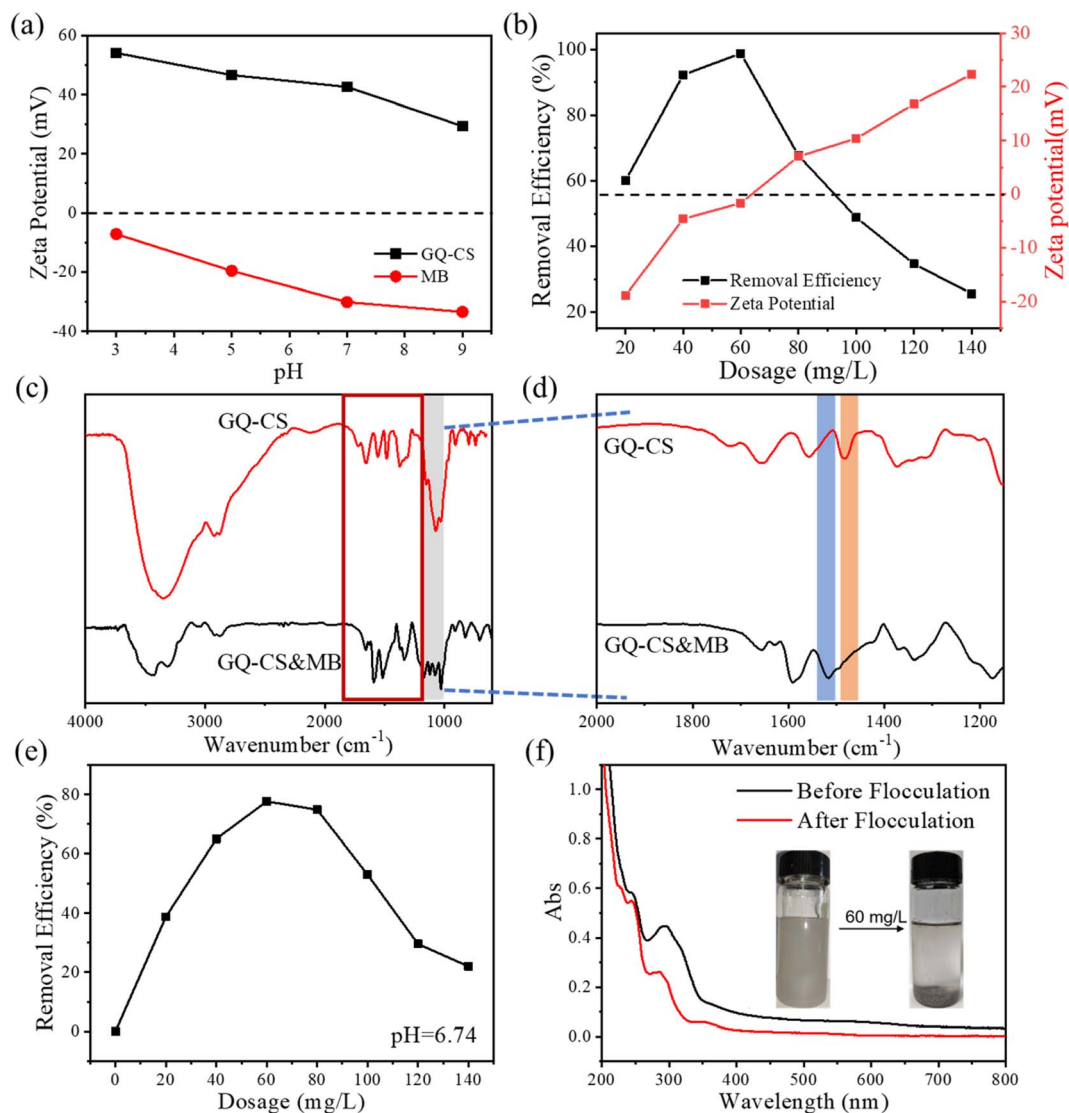 (a)
60
40
20
0
-20
-40
Zeta Potential (mV)
GQ-CS
MB
3 4 5 6 7 8 9
pH
(b)
100
80
60
40
20
Removal Efficiency (%)
30
20
10
0
-10
-20
Zeta potential(mV)
Removal Efficiency
Zeta Potential
20 40 60 80 100 120 140
Dosage (mg/L)
(c)
GQ-CS
GQ-CS&MB
4000 3000 2000 1000
Wavenumber (cm⁻¹)
(d)
GQ-CS
GQ-CS&MB
2000 1800 1600 1400 1200
Wavenumber (cm⁻¹)
(e)
80
60
40
20
0
Removal Efficiency (%)
pH=6.74
0 20 40 60 80 100 120 140
Dosage (mg/L)
(f)
1.0
0.8
0.6
0.4
0.2
0.0
Abs
Before Flocculation
After Flocculation
60 mg/L
200 300 400 500 600 700 800
Wavelength (nm)